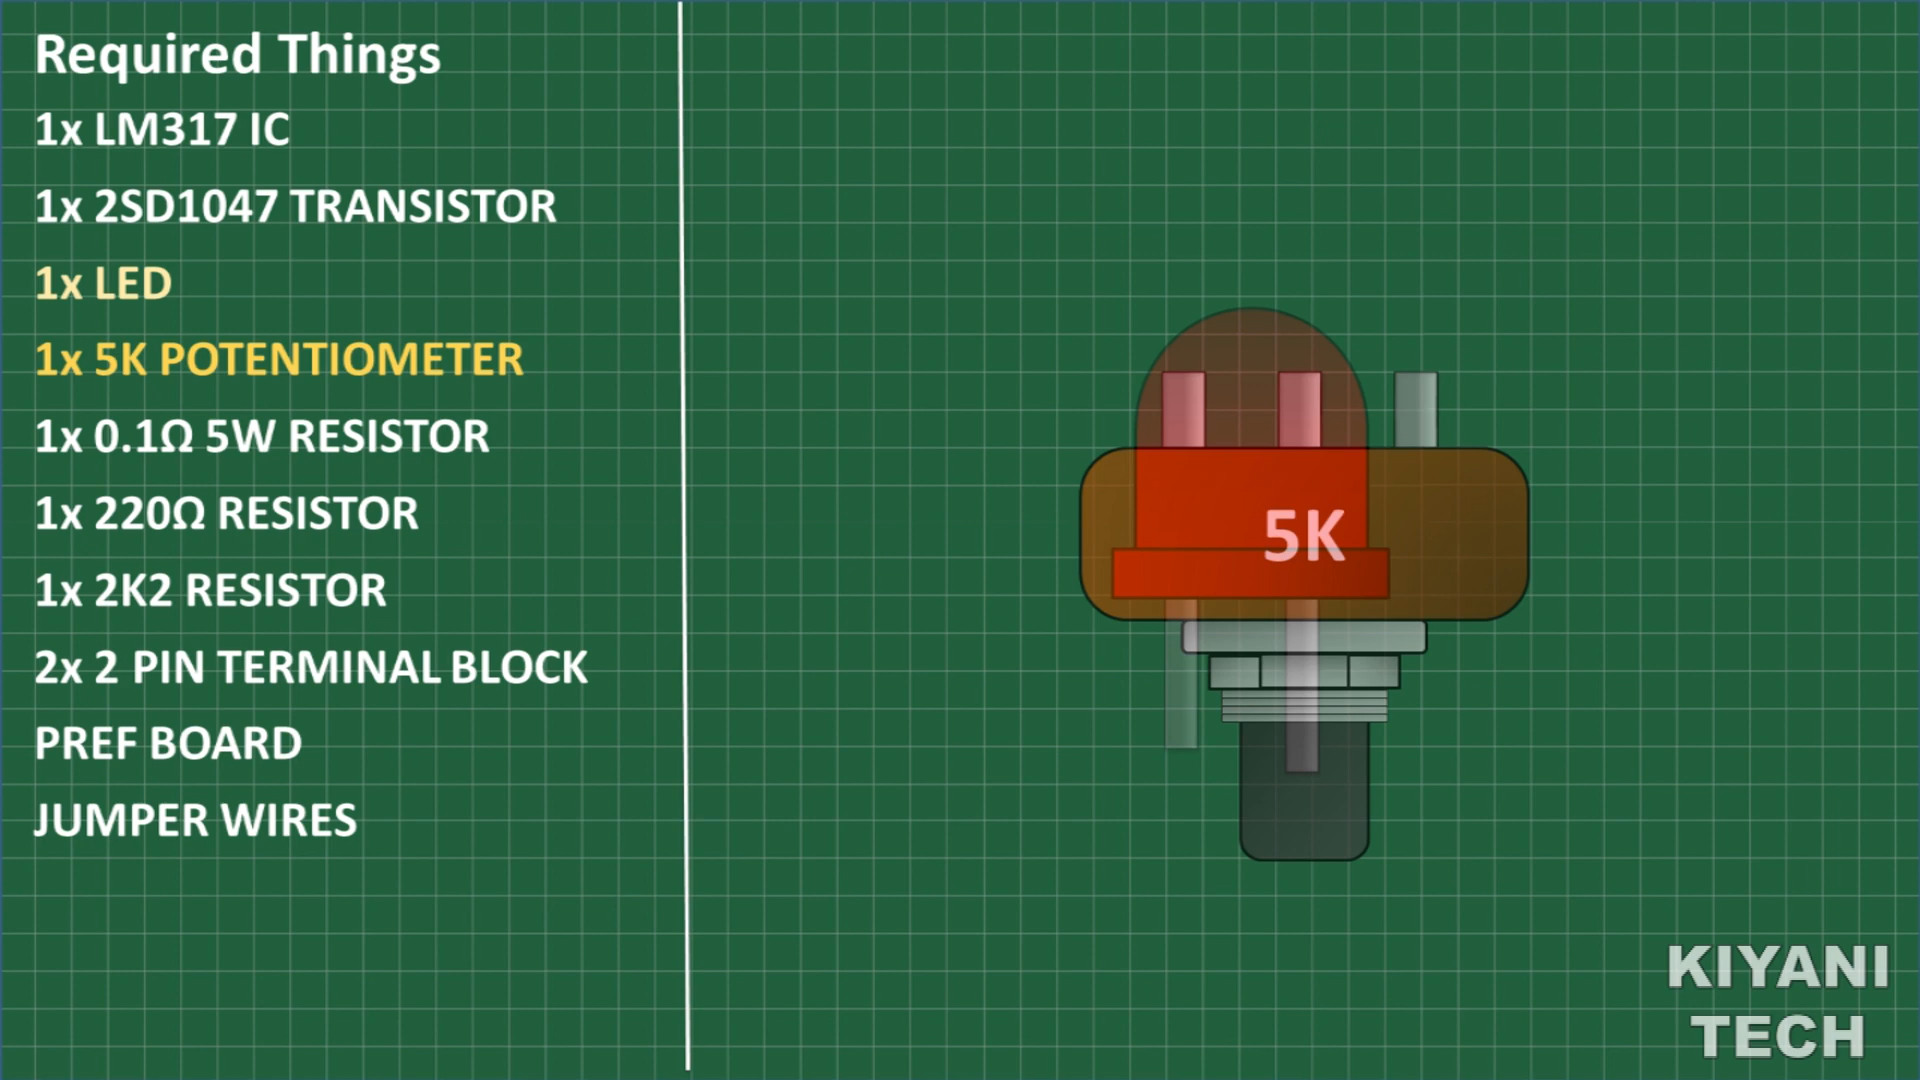 Required Things
1x LM317 IC
1x 2SD1047 TRANSISTOR
1x LED
1x 5K POTENTIOMETER
1x 0.1Ω 5W RESISTOR
1x 220Ω RESISTOR
1x 2K2 RESISTOR
2x 2 PIN TERMINAL BLOCK
PREF BOARD
JUMPER WIRES
5K
KIYANI
TECH